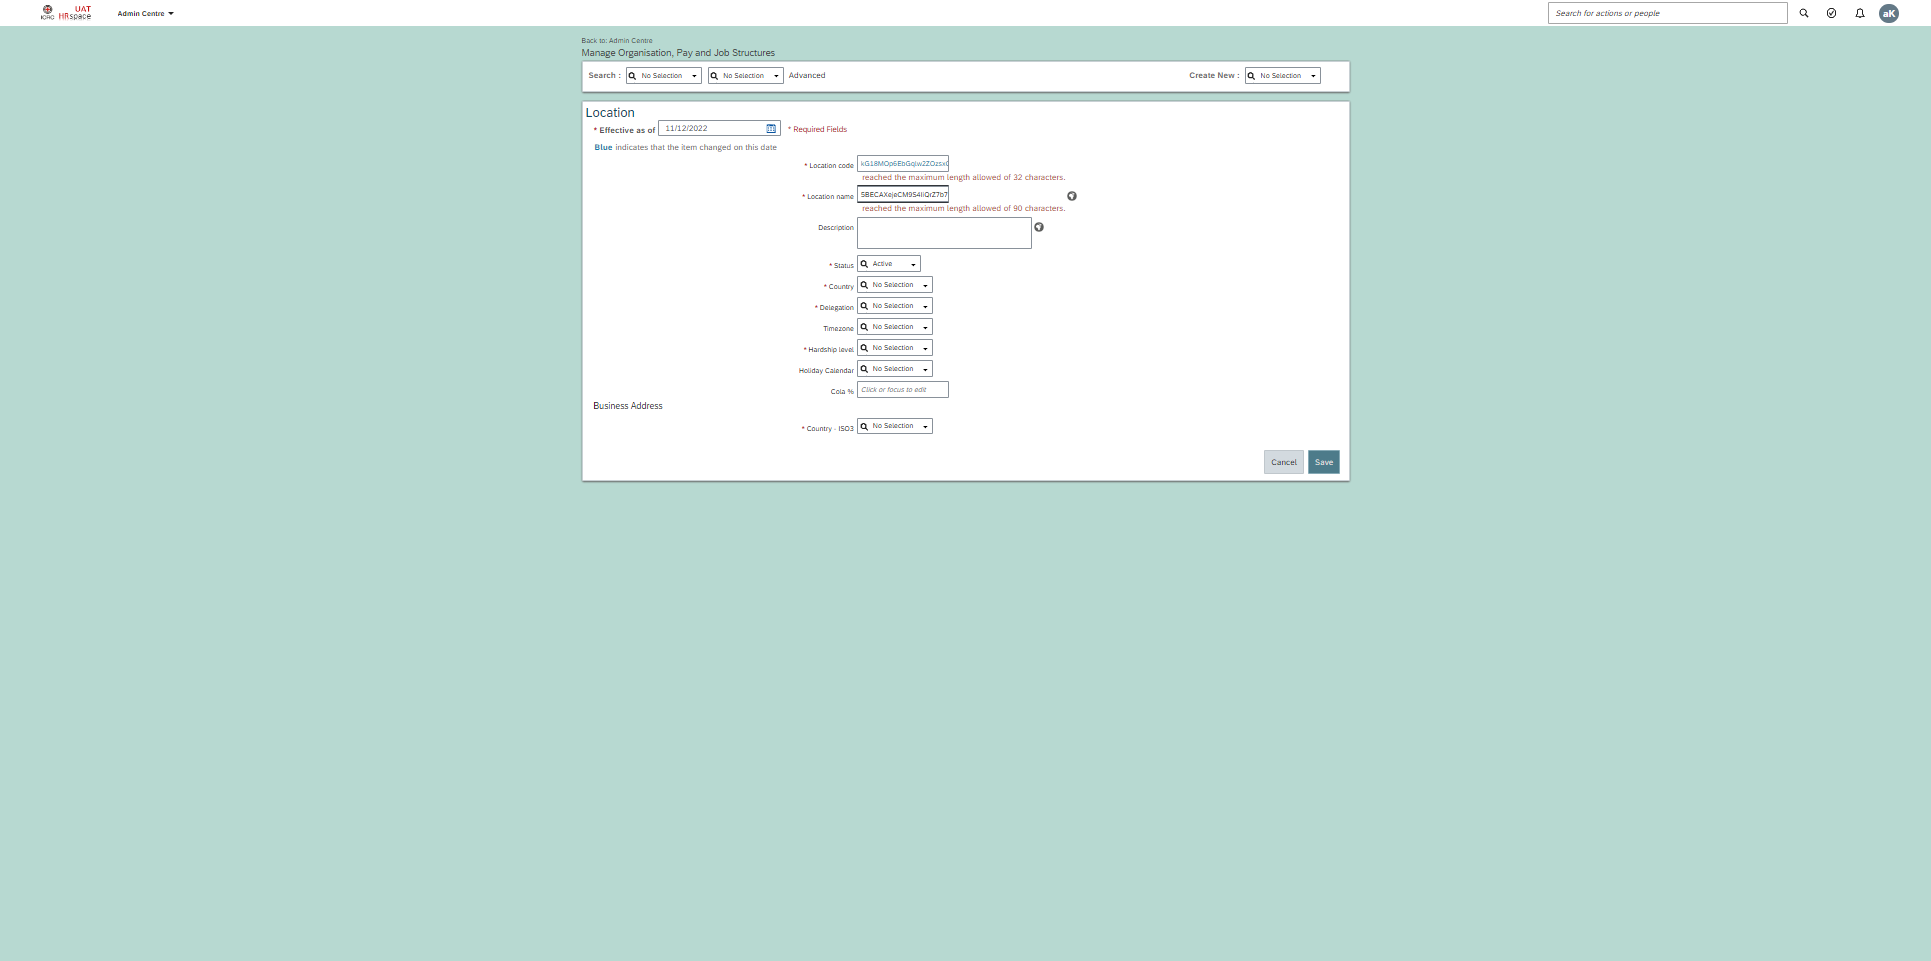 ICRC
UAT
HRspace
Admin Centre
Search for actions or people
aK
Back to: Admin Centre
Manage Organisation, Pay and Job Structures
Search : No Selection No Selection Advanced
Create New : No Selection
Location
* Effective as of 11/12/2022 * Required Fields
Blue indicates that the item changed on this date
* Location code
reached the maximum length allowed of 32 characters.
* Location name
reached the maximum length allowed of 90 characters.
Description
* Status Active
* Country No Selection
* Delegation No Selection
Timezone No Selection
* Hardship level No Selection
Holiday Calendar No Selection
Cola % Click or focus to edit
Business Address
* Country - ISO3 No Selection
Cancel Save